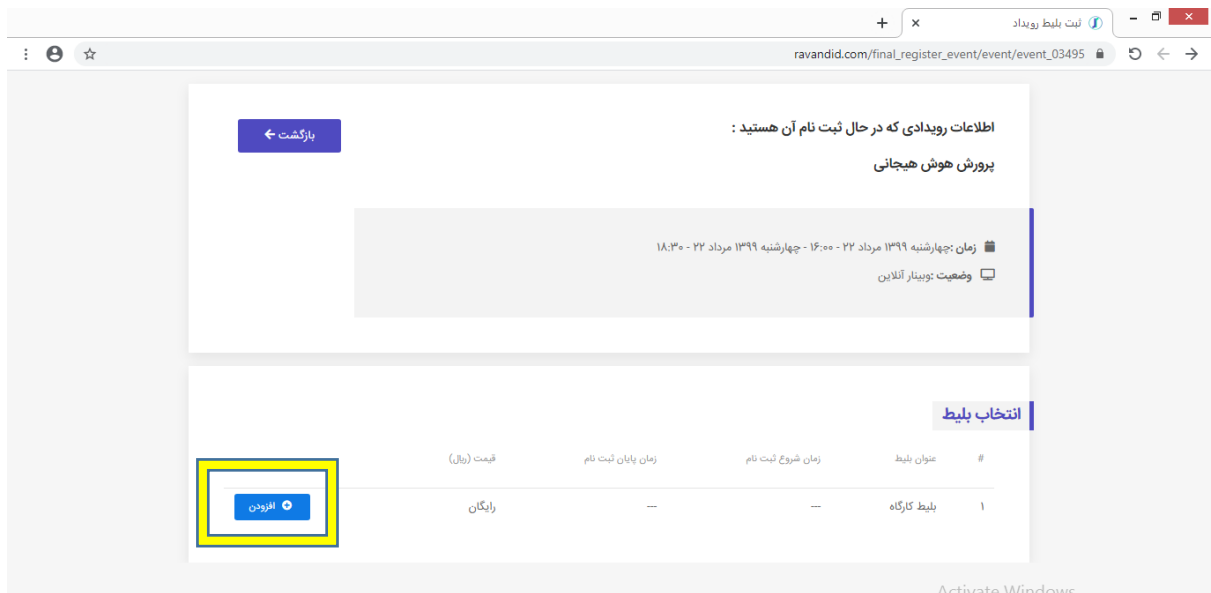 ثبت بلیط رویداد
ravandid.com/final_register_event/event/event_03495
اطلاعات رویدادی که در حال ثبت نام آن هستید :
بازگشت
پرورش هوش هیجانی
زمان :چهارشنبه ۱۳۹۹ مرداد ۲۲ - ۱۶:۰۰ - چهارشنبه ۱۳۹۹ مرداد ۲۲ - ۱۸:۳۰
وضعیت :وبینار آنلاین
انتخاب بلیط
# عنوان بلیط زمان شروع ثبت نام زمان پایان ثبت نام قیمت (ریال)
۱ بلیط کارگاه --- --- رایگان افزودن
Activate Windows